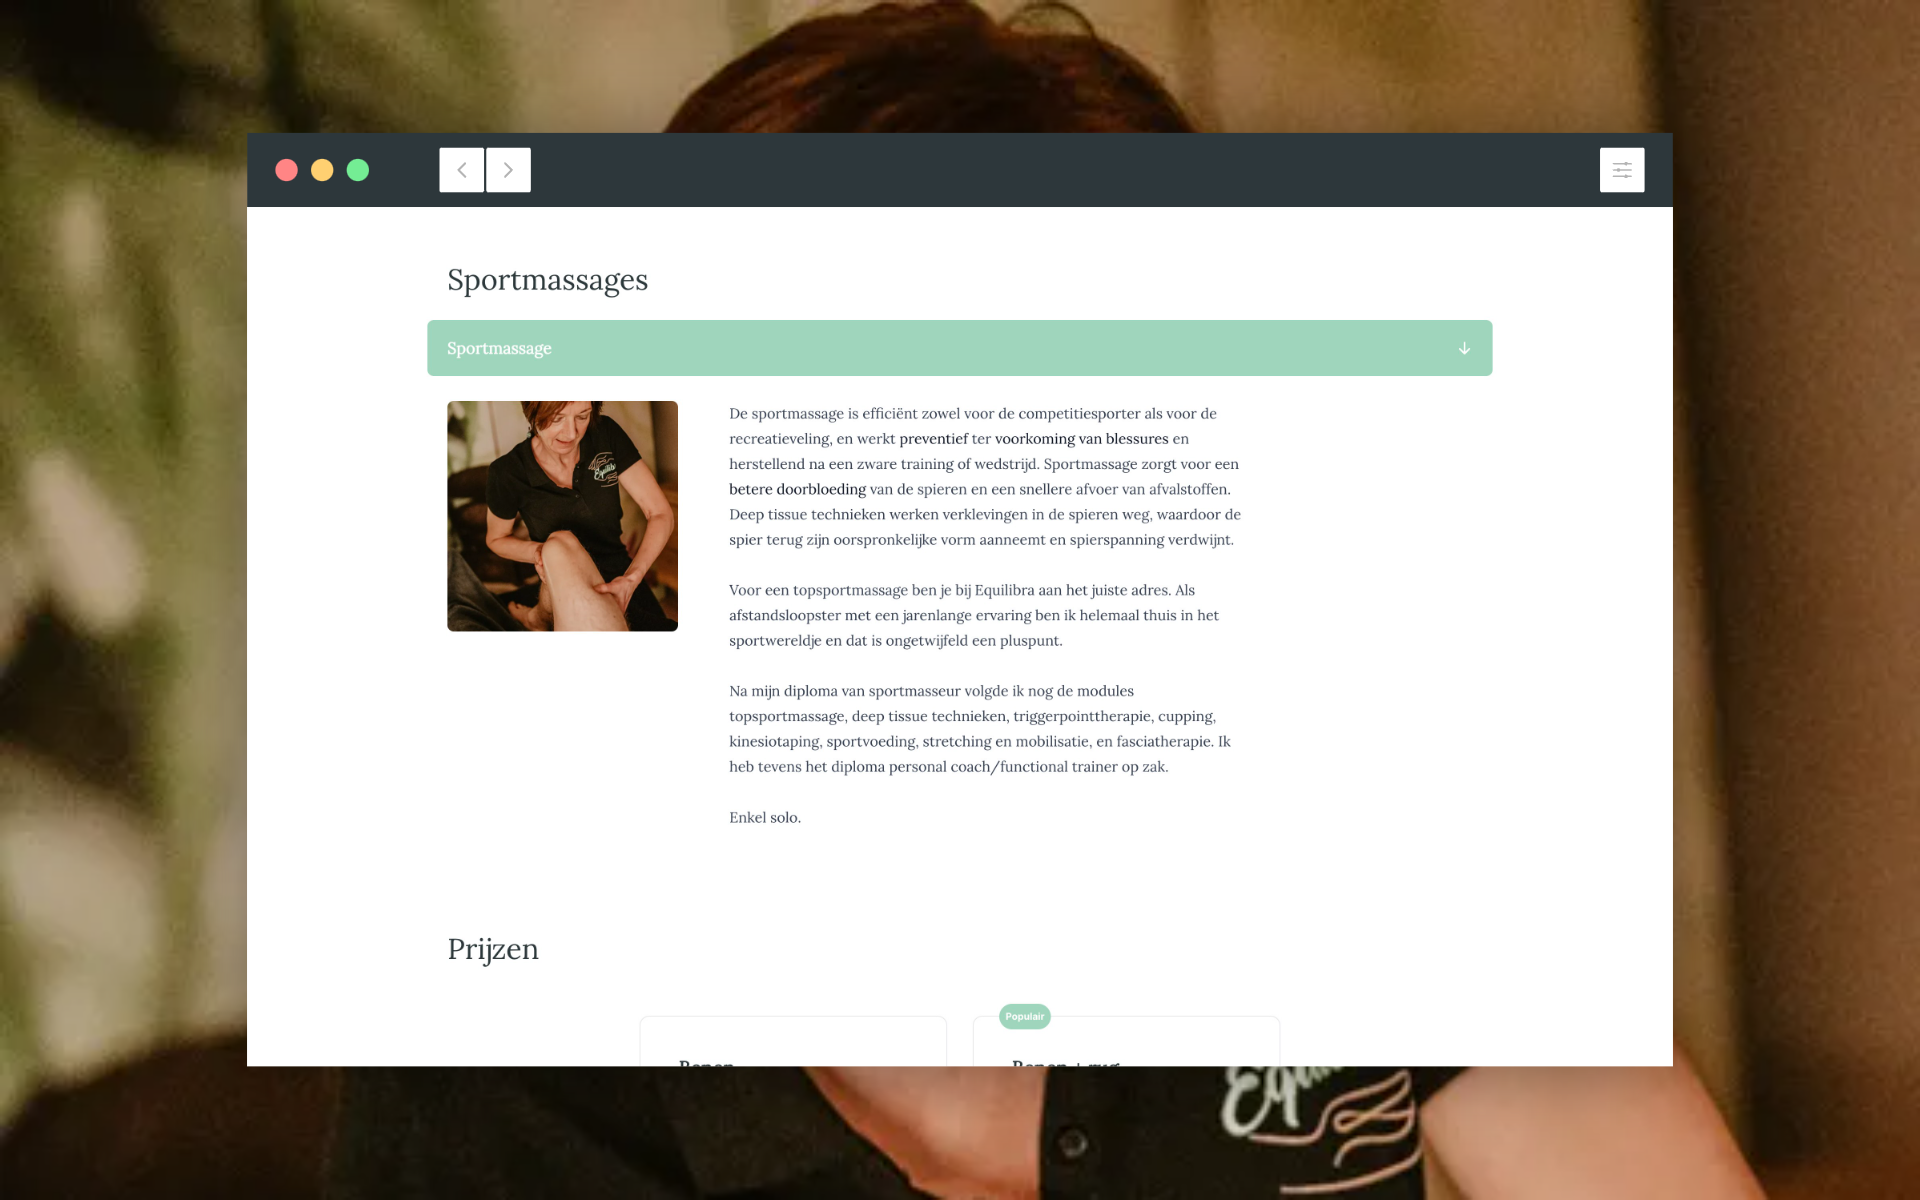 Sportmassages
Sportmassage
De sportmassage is efficiënt zowel voor de competitiesporter als voor de
recreatieveling, en werkt preventief ter voorkoming van blessures en
herstellend na een zware training of wedstrijd. Sportmassage zorgt voor een
betere doorbloeding van de spieren en een snellere afvoer van afvalstoffen.
Deep tissue technieken werken verklevingen in de spieren weg, waardoor de
spier terug zijn oorspronkelijke vorm aanneemt en spierspanning verdwijnt.
Voor een topsportmassage ben je bij Equilibra aan het juiste adres. Als
afstandsloopster met een jarenlange ervaring ben ik helemaal thuis in het
sportwereldje en dat is ongetwijfeld een pluspunt.
Na mijn diploma van sportmasseur volgde ik nog de modules
topsportmassage, deep tissue technieken, triggerpointtherapie, cupping,
kinesiotaping, sportvoeding, stretching en mobilisatie, en fasciatherapie. Ik
heb tevens het diploma personal coach/functional trainer op zak.
Enkel solo.
Prijzen
Populair